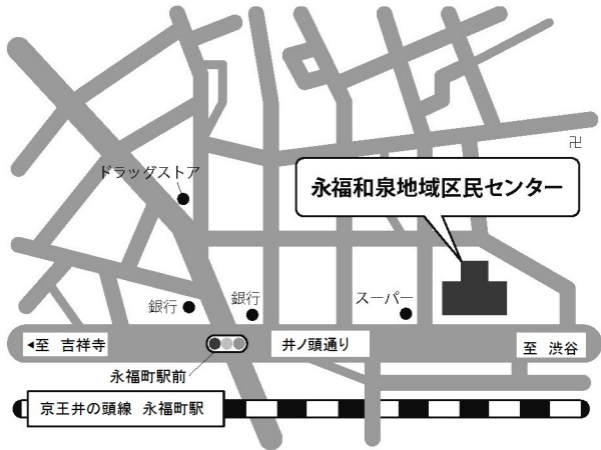 卍
ドラッグストア
永福和泉地域区民センター
銀行
銀行
スーパー
◂至 吉祥寺
井ノ頭通り
至 渋谷
永福町駅前
京王井の頭線 永福町駅